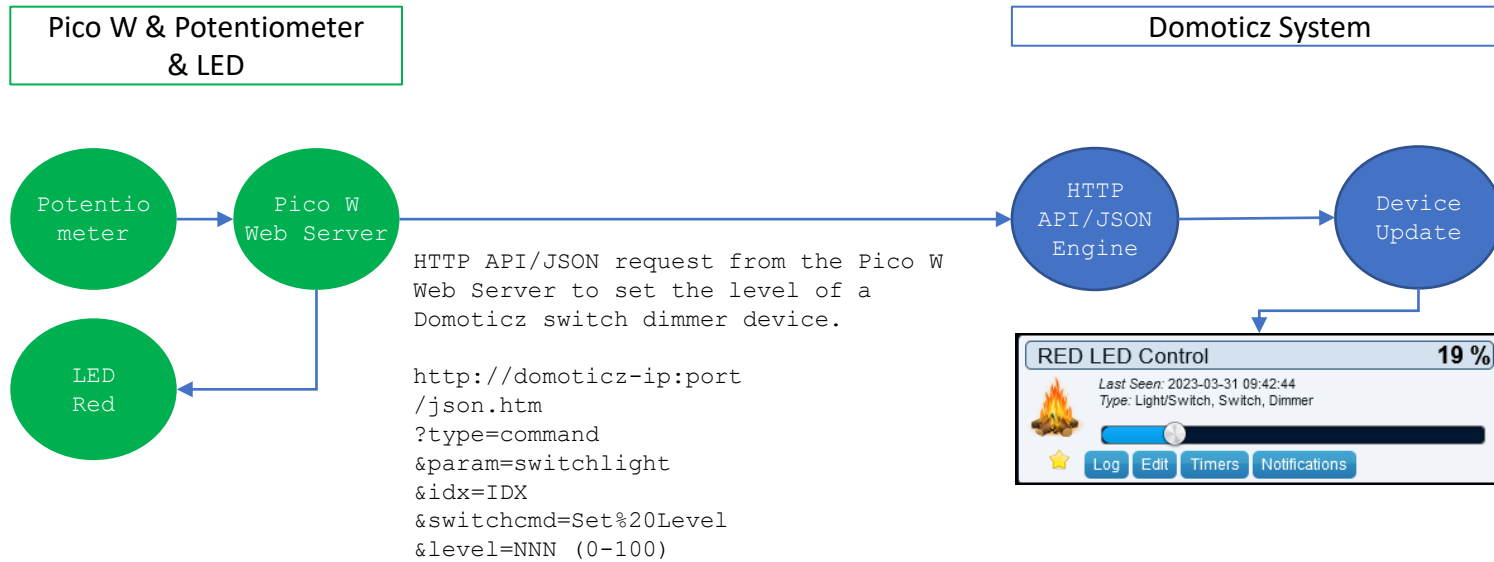 Pico W & Potentiometer
& LED
Domoticz System
Potentio
meter
Pico W
Web Server
HTTP
API/JSON
Engine
Device
Update
LED
Red
HTTP API/JSON request from the Pico W
Web Server to set the level of a
Domoticz switch dimmer device.
http://domoticz-ip:port
/json.htm
?type=command
&param=switchlight
&idx=IDX
&switchcmd=Set%20Level
&level=NNN (0-100)
RED LED Control 19 %
Last Seen: 2023-03-31 09:42:44
Type: Light/Switch, Switch, Dimmer
Log Edit Timers Notifications